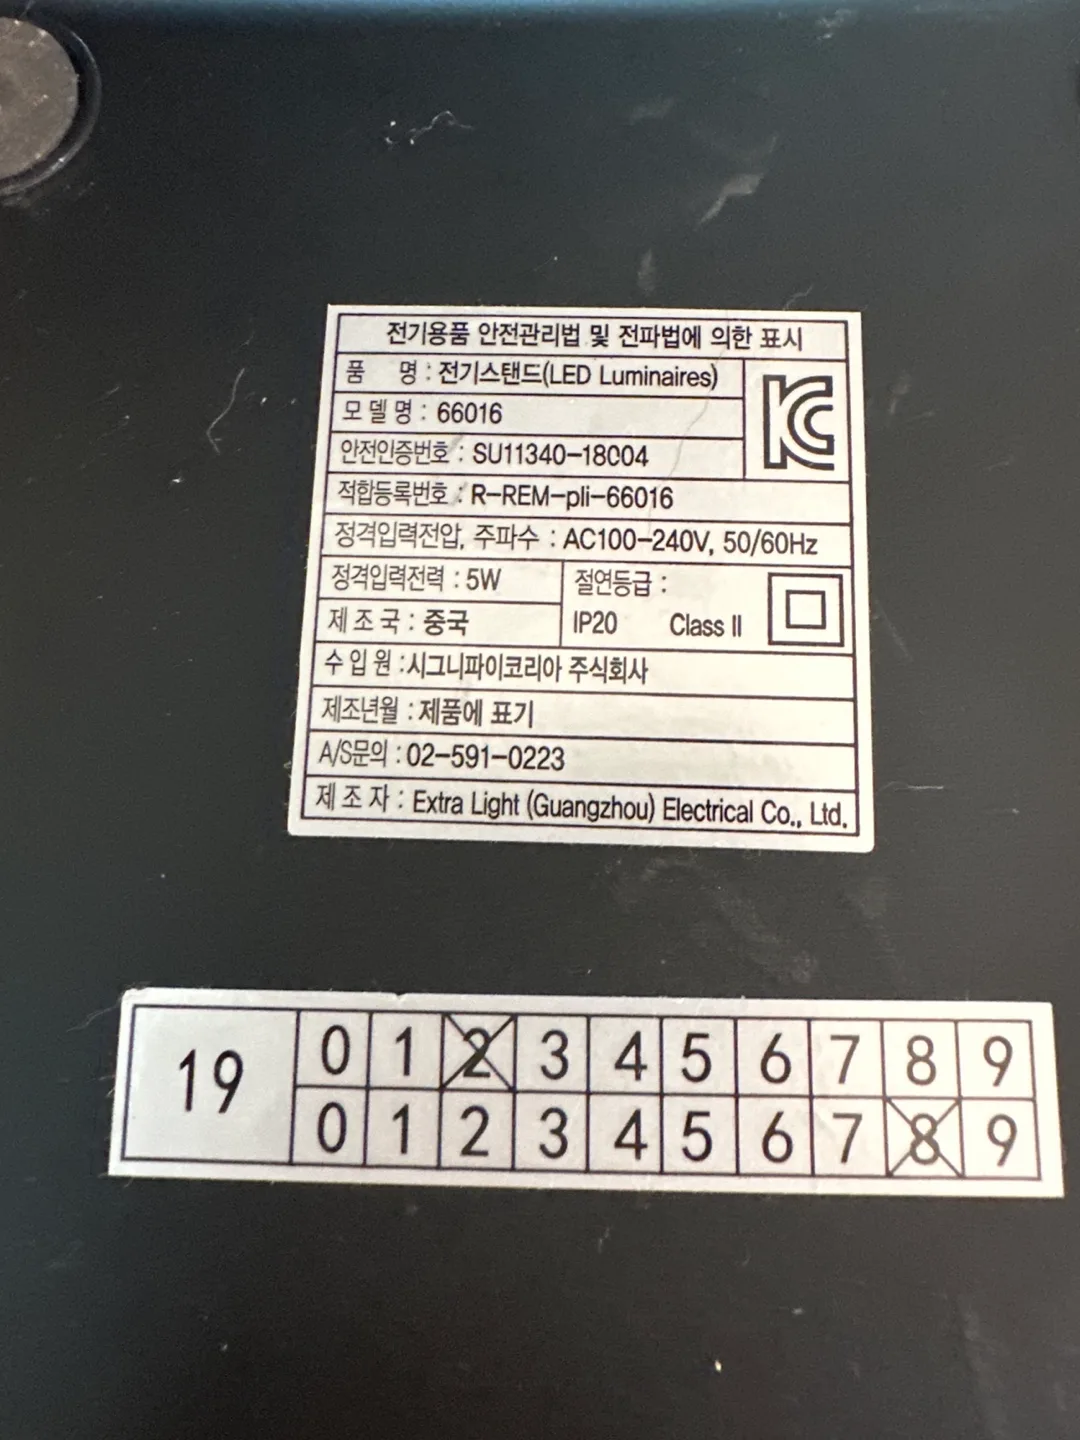 전기용품 안전관리법 및 전파법에 의한 표시
품 명 : 전기스탠드(LED Luminaires)
모델명 : 66016
안전인증번호 : SU11340-18004
적합등록번호 : R-REM-pli-66016
정격입력전압, 주파수 : AC100-240V, 50/60Hz
정격입력전력 : 5W
절연등급 :
IP20 Class II
제 조 국 : 중국
수 입 원 : 시그니파이코리아 주식회사
제조년월 : 제품에 표기
A/S문의 : 02-591-0223
제 조 자 : Extra Light (Guangzhou) Electrical Co., Ltd.
19
0 1 2 3 4 5 6 7 8 9
0 1 2 3 4 5 6 7 8 9